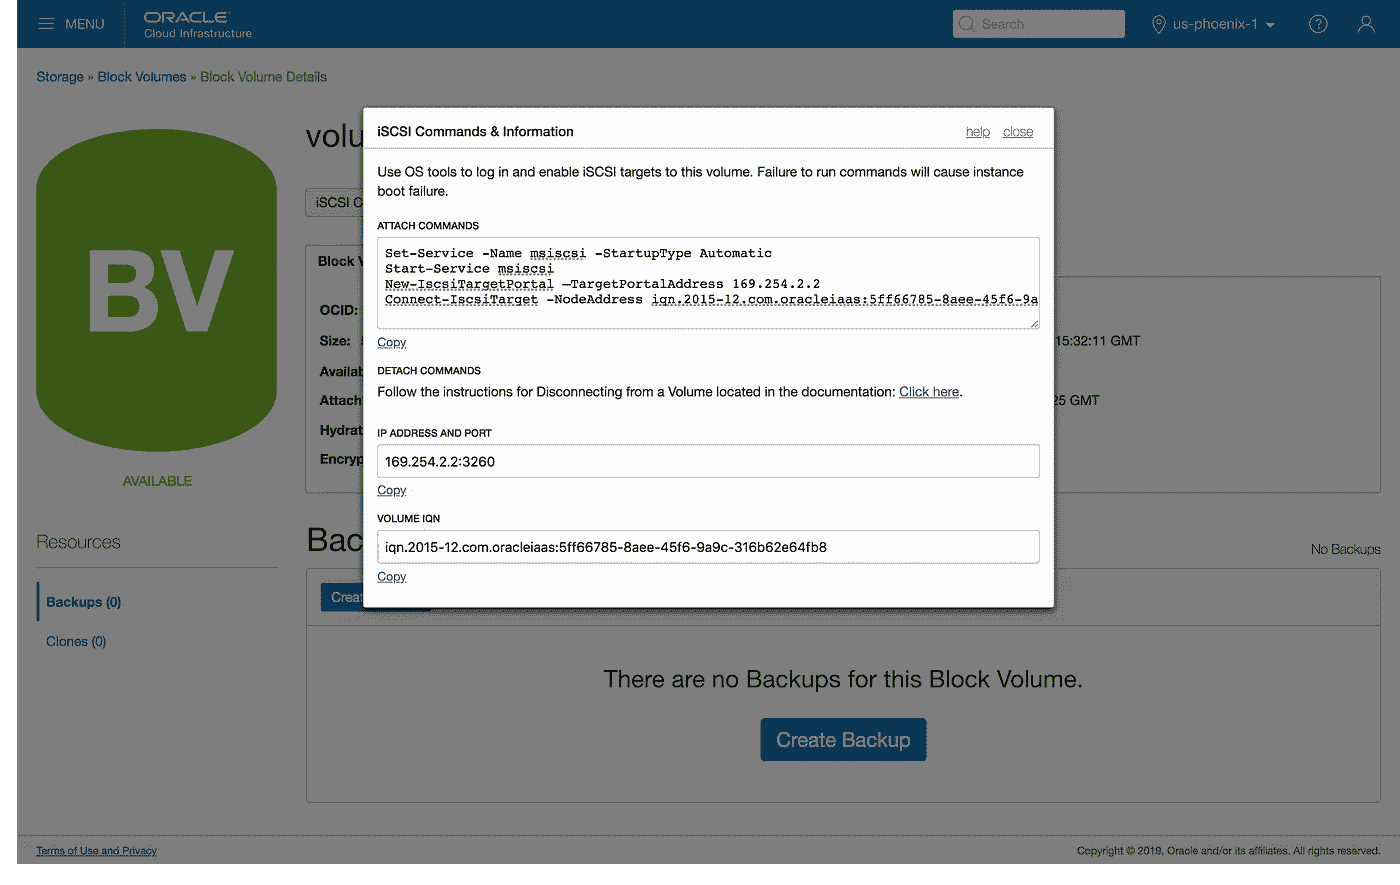 MENU
ORACLE
Cloud Infrastructure
Search
us-phoenix-1
?
Storage » Block Volumes » Block Volume Details
BV
AVAILABLE
Resources
Backups (0)
Clones (0)
iSCSI C
OCID:
Size:
iSCSI Commands & Information
help close
Use OS tools to log in and enable iSCSI targets to this volume. Failure to run commands will cause instance
boot failure.
ATTACH COMMANDS
Set-Service -Name msiscsi -StartupType Automatic
Start-Service msiscsi
New-IscsiTargetPortal –TargetPortalAddress 169.254.2.2
Connect-IscsiTarget -NodeAddress iqn.2015-12.com.oracleiaas:5ff66785-8aee-45f6-9a
Copy
DETACH COMMANDS
Follow the instructions for Disconnecting from a Volume located in the documentation: Click here.
IP ADDRESS AND PORT
169.254.2.2:3260
Copy
VOLUME IQN
iqn.2015-12.com.oracleiaas:5ff66785-8aee-45f6-9a9c-316b62e64fb8
Copy
15:32:11 GMT
25 GMT
No Backups
There are no Backups for this Block Volume.
Create Backup
Terms of Use and Privacy
Copyright © 2019, Oracle and/or its affiliates. All rights reserved.